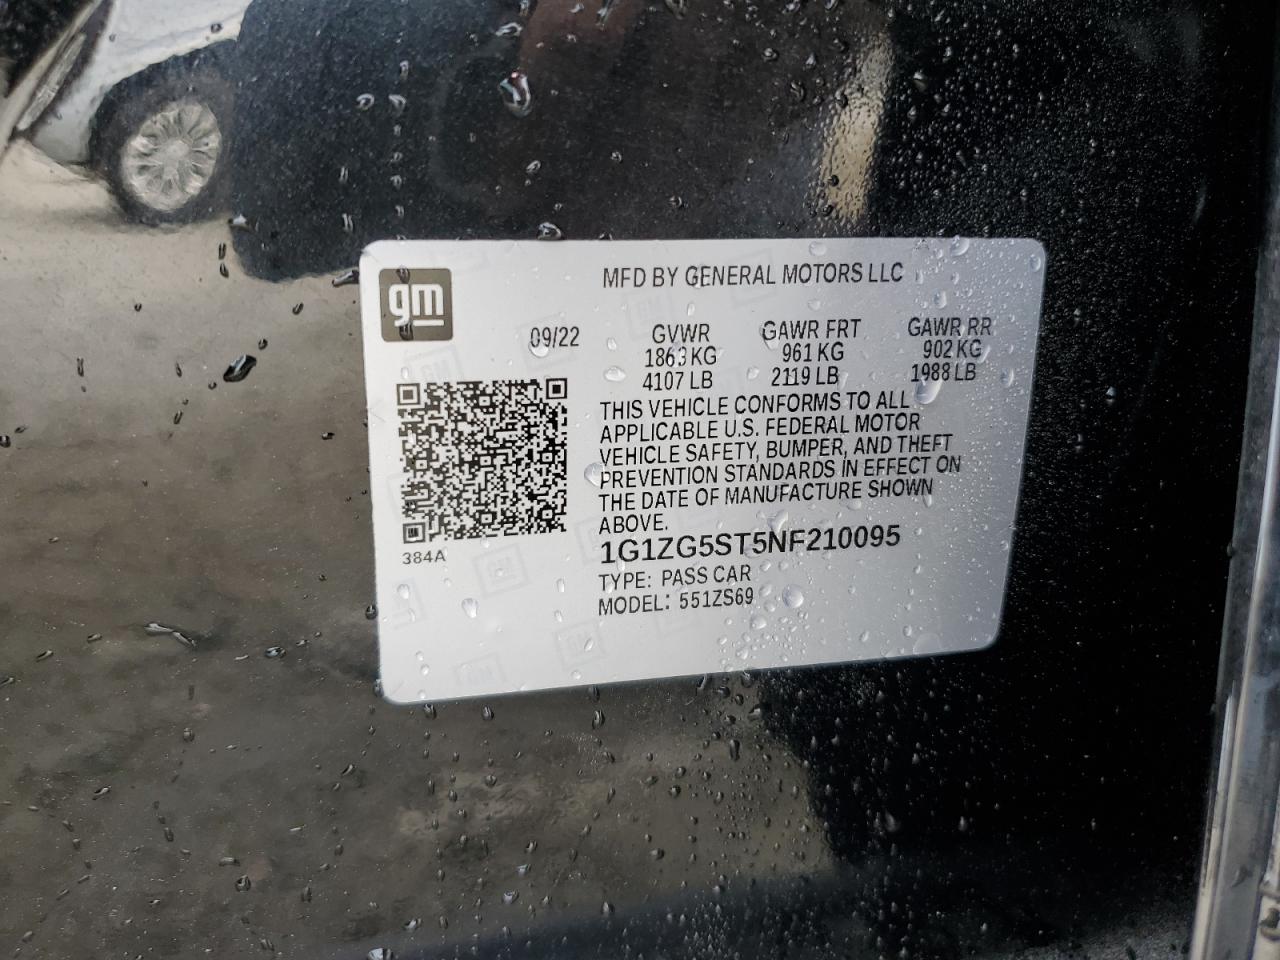 gm
MFD BY GENERAL MOTORS LLC
09/22 GVWR GAWR FRT GAWR RR
1863 KG 961 KG 902 KG
4107 LB 2119 LB 1988 LB
THIS VEHICLE CONFORMS TO ALL
APPLICABLE U.S. FEDERAL MOTOR
VEHICLE SAFETY, BUMPER, AND THEFT
PREVENTION STANDARDS IN EFFECT ON
THE DATE OF MANUFACTURE SHOWN
ABOVE.
384A
1G1ZG5ST5NF210095
TYPE: PASS CAR
MODEL: 551ZS69